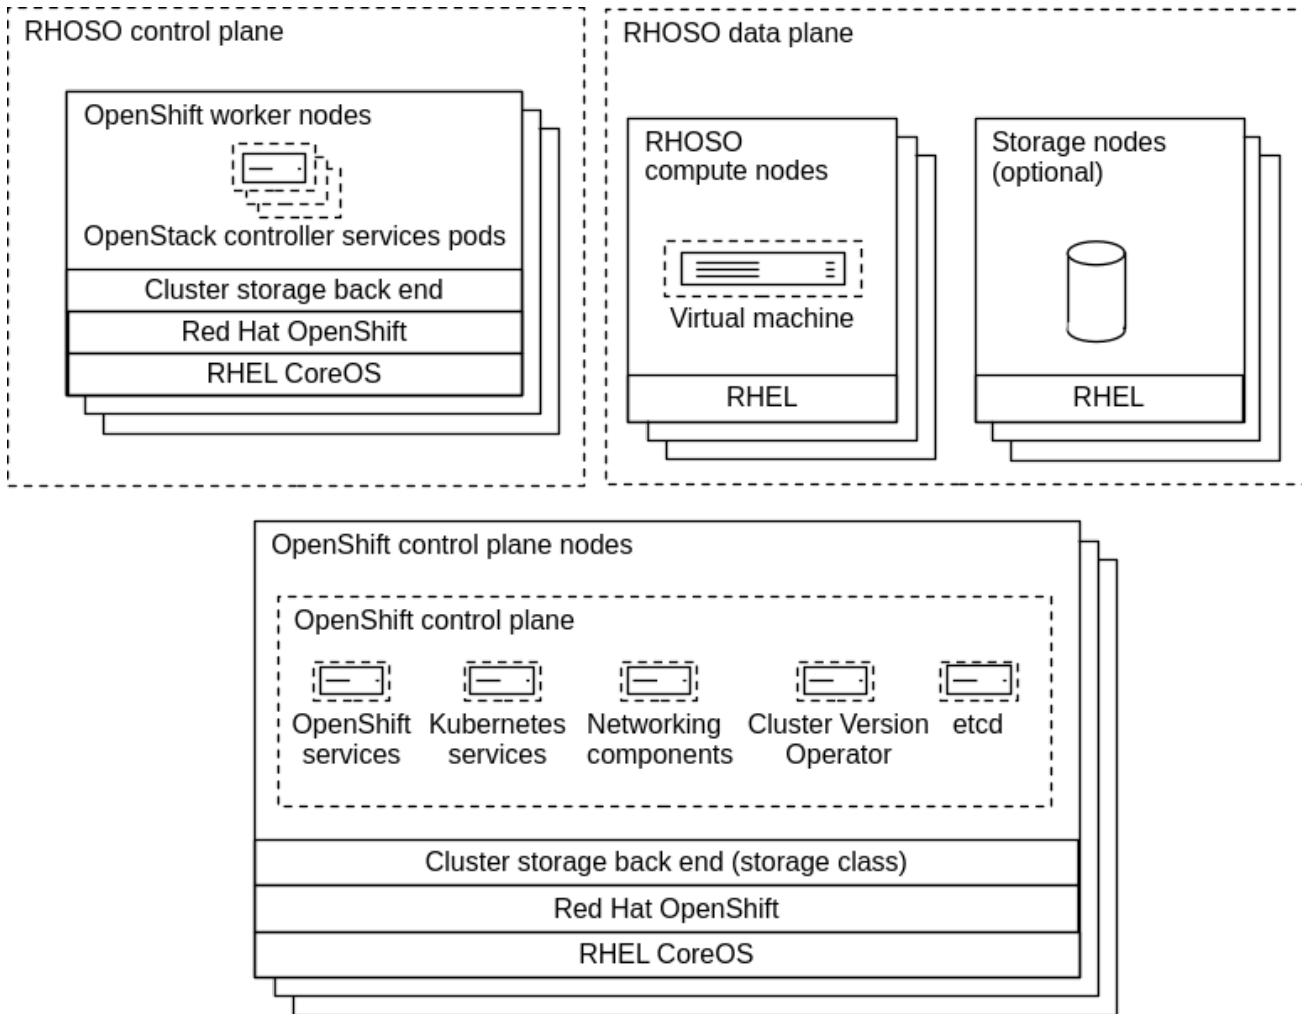 RHOSO control plane
OpenShift worker nodes
OpenStack controller services pods
Cluster storage back end
Red Hat OpenShift
RHEL CoreOS
RHOSO data plane
RHOSO
compute nodes
Virtual machine
RHEL
Storage nodes
(optional)
RHEL
OpenShift control plane nodes
OpenShift control plane
OpenShift
services
Kubernetes
services
Networking
components
Cluster Version
Operator
etcd
Cluster storage back end (storage class)
Red Hat OpenShift
RHEL CoreOS